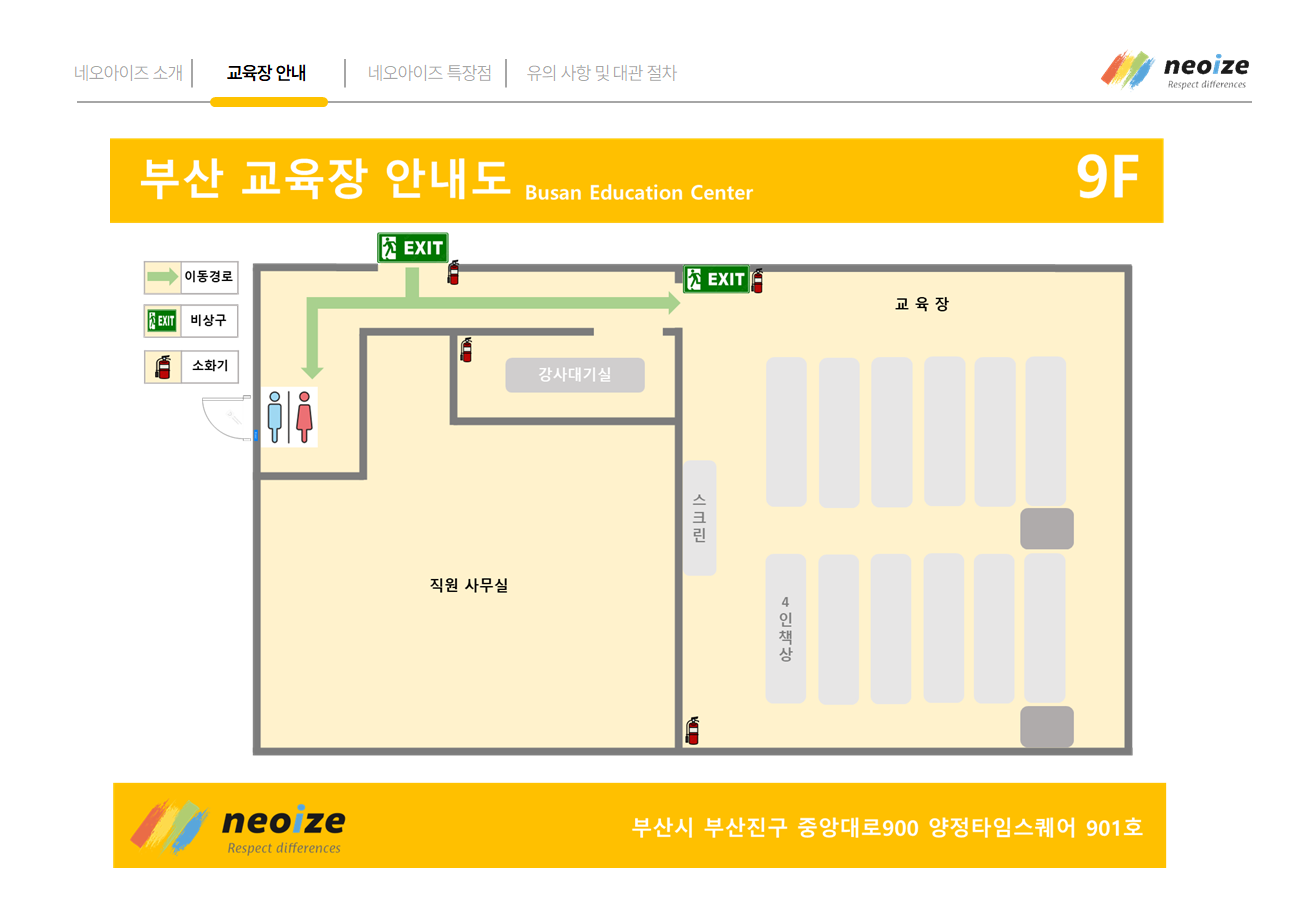 네오아이즈 소개
교육장 안내
네오아이즈 특장점
유의 사항 및 대관 절차
neoize
Respect differences
부산 교육장 안내도 Busan Education Center
9F
EXIT
이동경로
EXIT
교 육 장
EXIT
비상구
소화기
강사대기실
스크린
직원 사무실
4인책상
neoize
Respect differences
부산시 부산진구 중앙대로900 양정타임스퀘어 901호